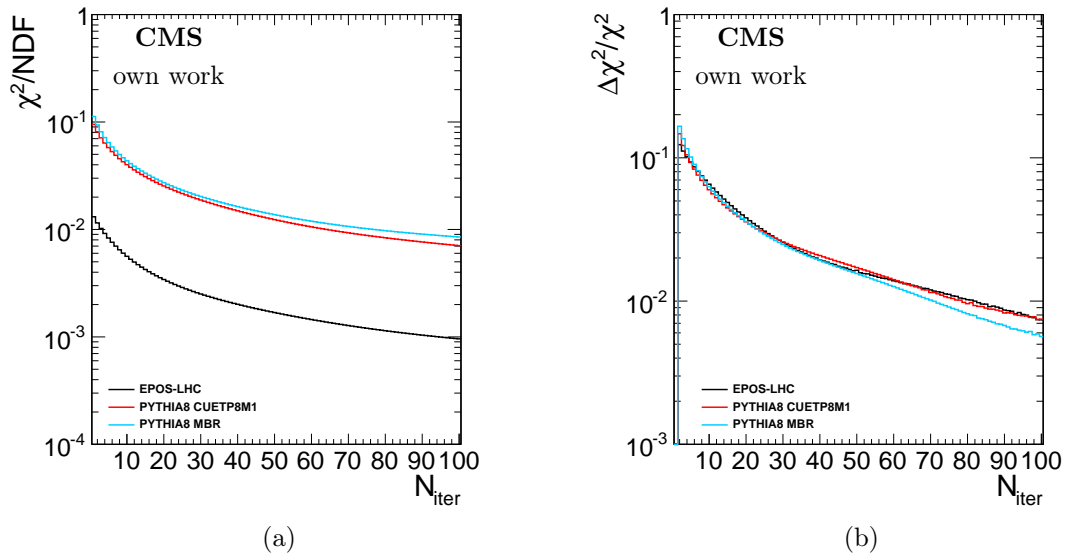 χ²/NDF
1
10⁻¹
10⁻²
10⁻³
10⁻⁴
CMS
own work
EPOS-LHC
PYTHIA8 CUETP8M1
PYTHIA8 MBR
10 20 30 40 50 60 70 80 90 100
N_iter
(a)
Δχ²/χ²
1
10⁻¹
10⁻²
10⁻³
CMS
own work
EPOS-LHC
PYTHIA8 CUETP8M1
PYTHIA8 MBR
10 20 30 40 50 60 70 80 90 100
N_iter
(b)